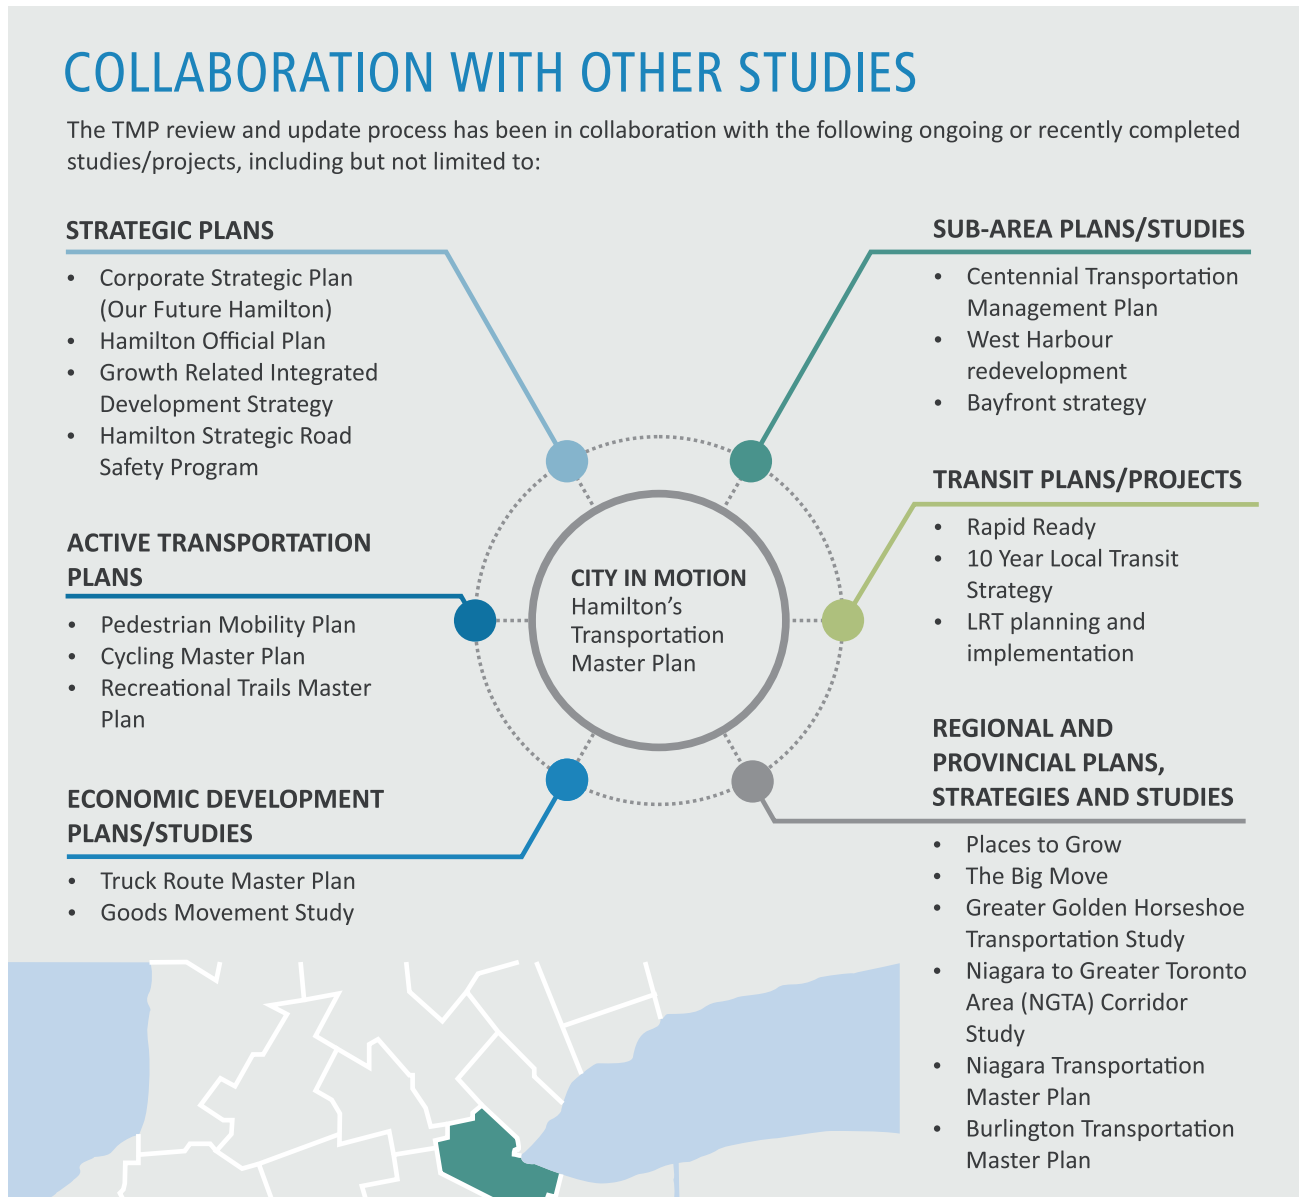 COLLABORATION WITH OTHER STUDIES
The TMP review and update process has been in collaboration with the following ongoing or recently completed
studies/projects, including but not limited to:
STRATEGIC PLANS
• Corporate Strategic Plan
(Our Future Hamilton)
• Hamilton Official Plan
• Growth Related Integrated
Development Strategy
• Hamilton Strategic Road
Safety Program
ACTIVE TRANSPORTATION
PLANS
• Pedestrian Mobility Plan
• Cycling Master Plan
• Recreational Trails Master
Plan
ECONOMIC DEVELOPMENT
PLANS/STUDIES
• Truck Route Master Plan
• Goods Movement Study
CITY IN MOTION
Hamilton's
Transportation
Master Plan
SUB-AREA PLANS/STUDIES
• Centennial Transportation
Management Plan
• West Harbour
redevelopment
• Bayfront strategy
TRANSIT PLANS/PROJECTS
• Rapid Ready
• 10 Year Local Transit
Strategy
• LRT planning and
implementation
REGIONAL AND
PROVINCIAL PLANS,
STRATEGIES AND STUDIES
• Places to Grow
• The Big Move
• Greater Golden Horseshoe
Transportation Study
• Niagara to Greater Toronto
Area (NGTA) Corridor
Study
• Niagara Transportation
Master Plan
• Burlington Transportation
Master Plan